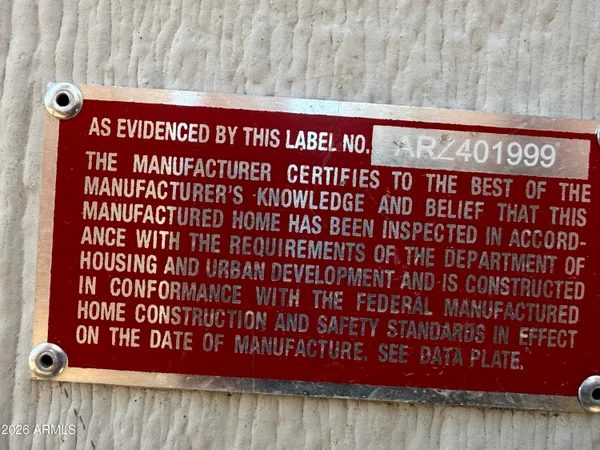 AS EVIDENCED BY THIS LABEL NO. ARZ401999
THE MANUFACTURER CERTIFIES TO THE BEST OF THE
MANUFACTURER'S KNOWLEDGE AND BELIEF THAT THIS
MANUFACTURED HOME HAS BEEN INSPECTED IN ACCORD-
ANCE WITH THE REQUIREMENTS OF THE DEPARTMENT OF
HOUSING AND URBAN DEVELOPMENT AND IS CONSTRUCTED
IN CONFORMANCE WITH THE FEDERAL MANUFACTURED
HOME CONSTRUCTION AND SAFETY STANDARDS IN EFFECT
ON THE DATE OF MANUFACTURE. SEE DATA PLATE.
2026 ARMLS